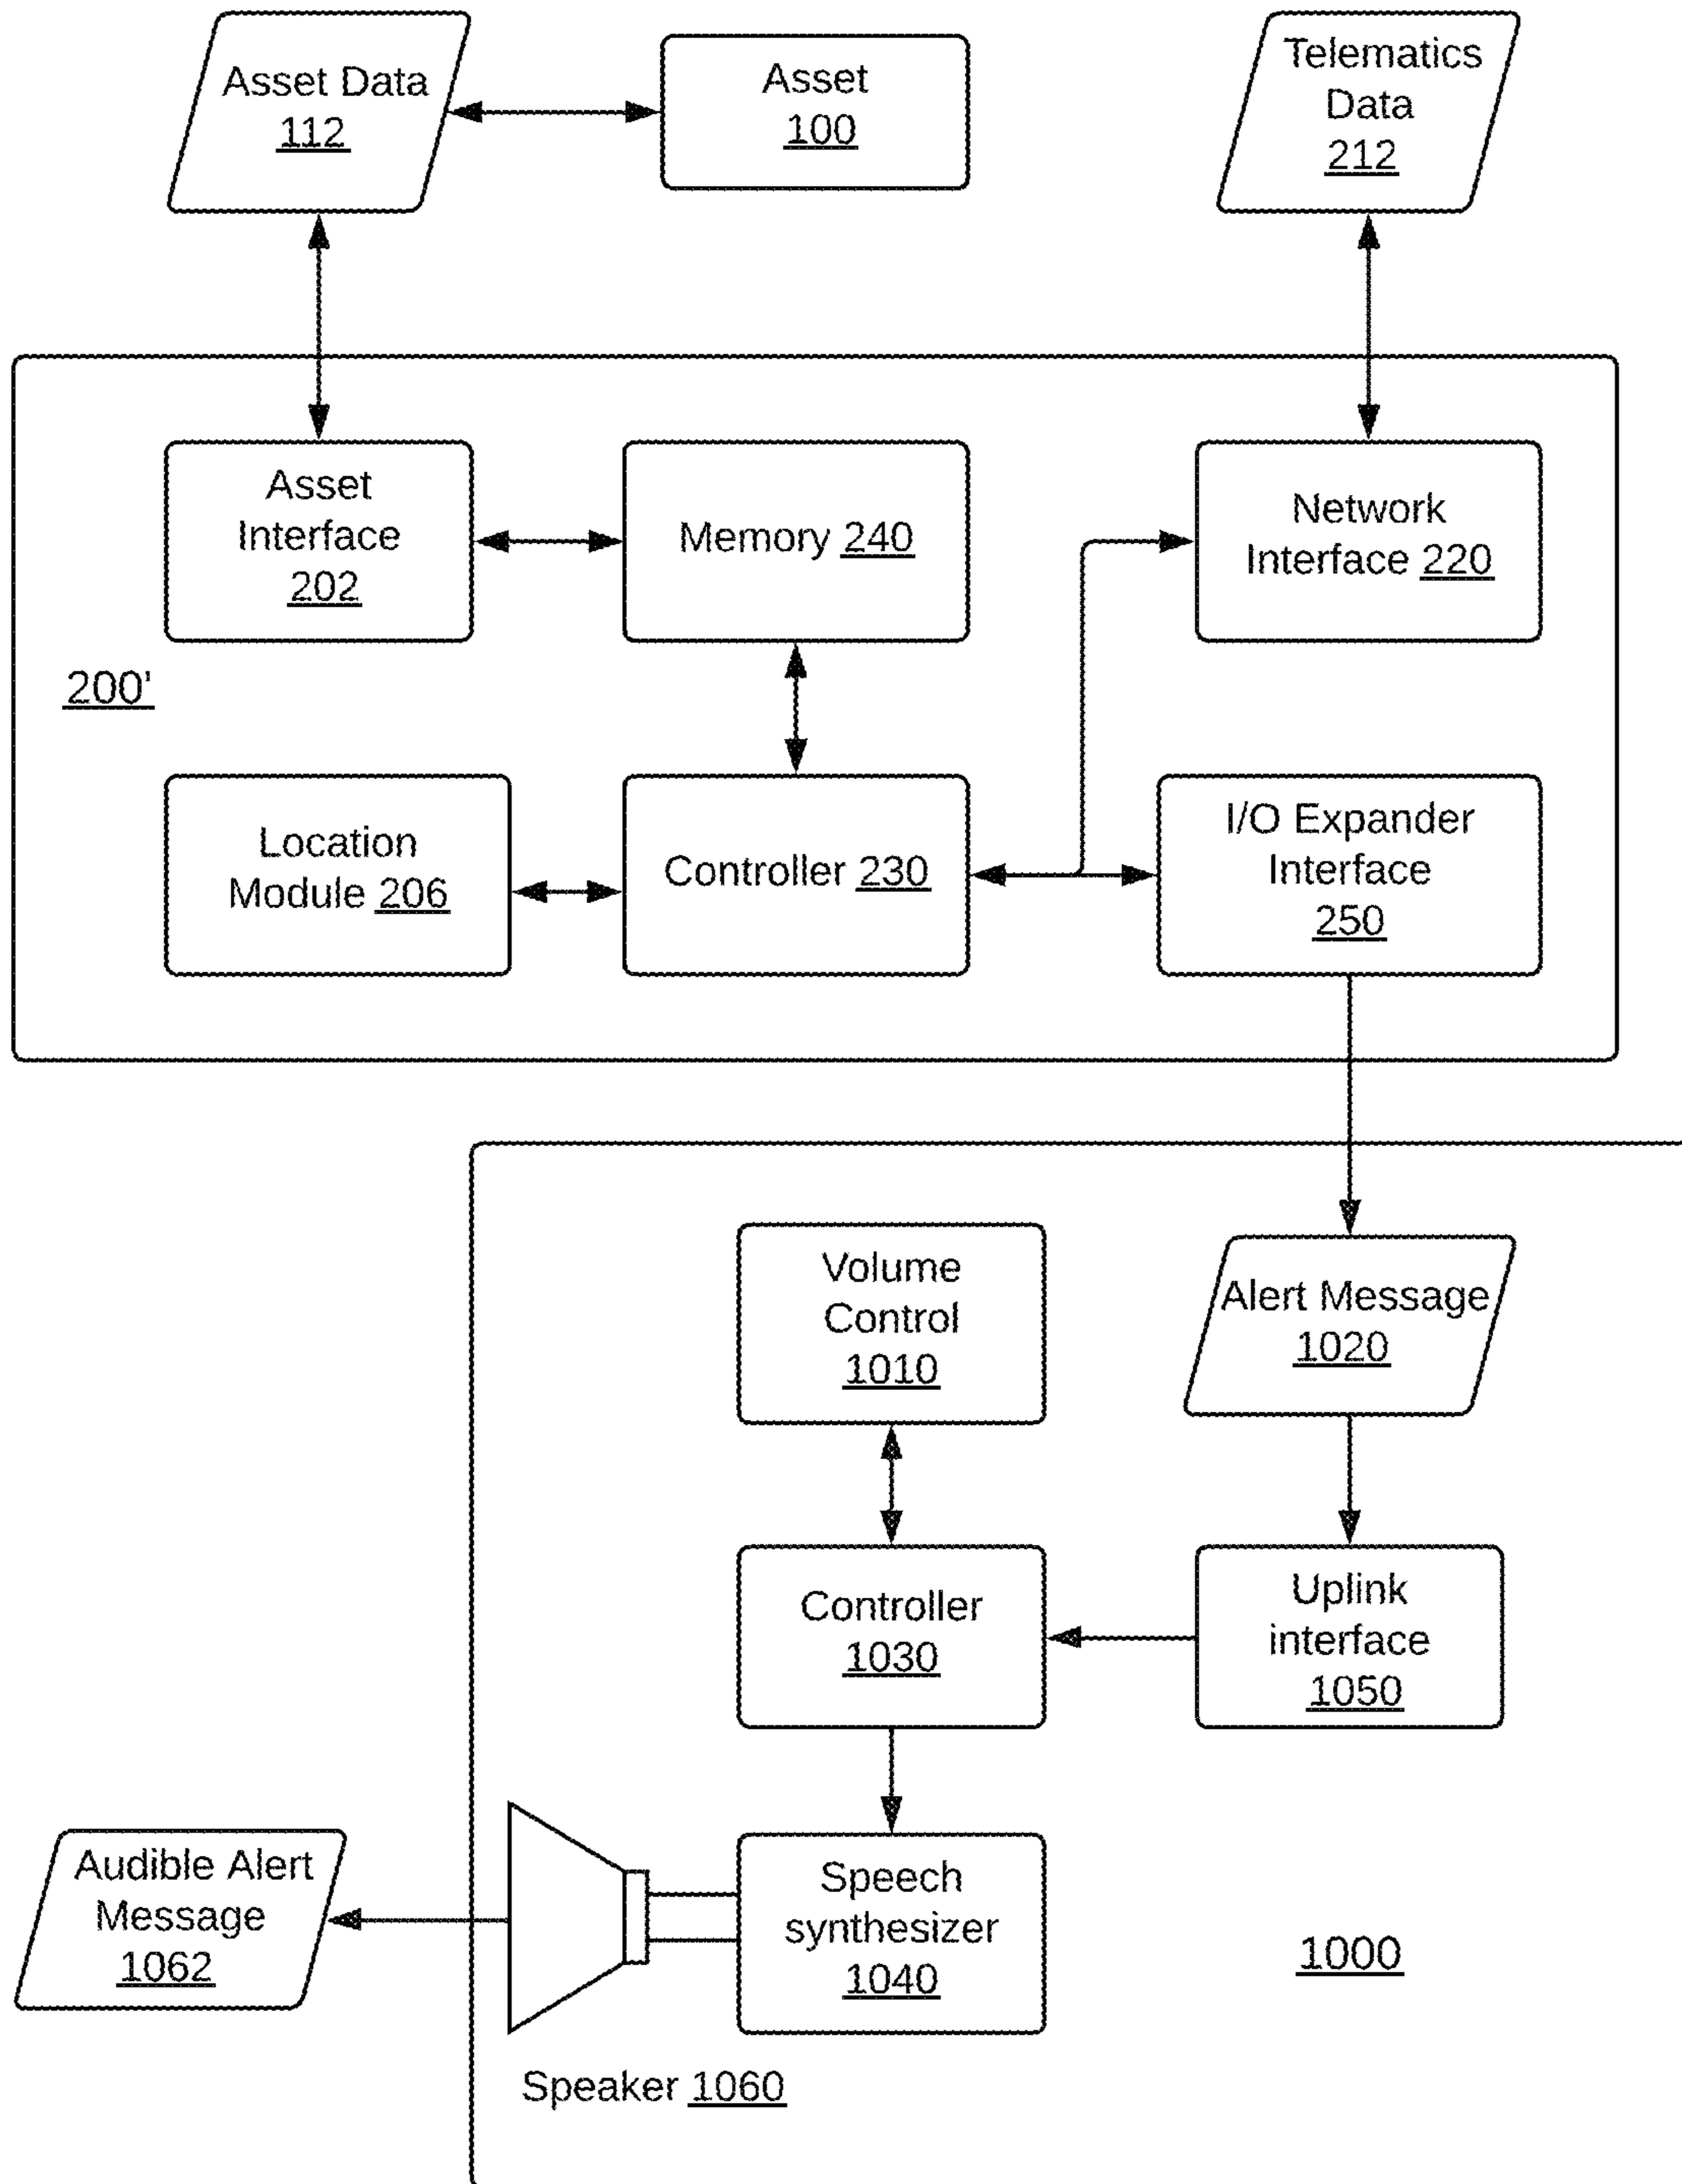 Asset Data
112
Asset
100
Telematics
Data
212
Asset
Interface
202
Memory 240
Network
Interface 220
200'
Location
Module 206
Controller 230
I/O Expander
Interface
250
Volume
Control
1010
Alert Message
1020
Controller
1030
Uplink
interface
1050
Audible Alert
Message
1062
Speech
synthesizer
1040
1000
Speaker 1060